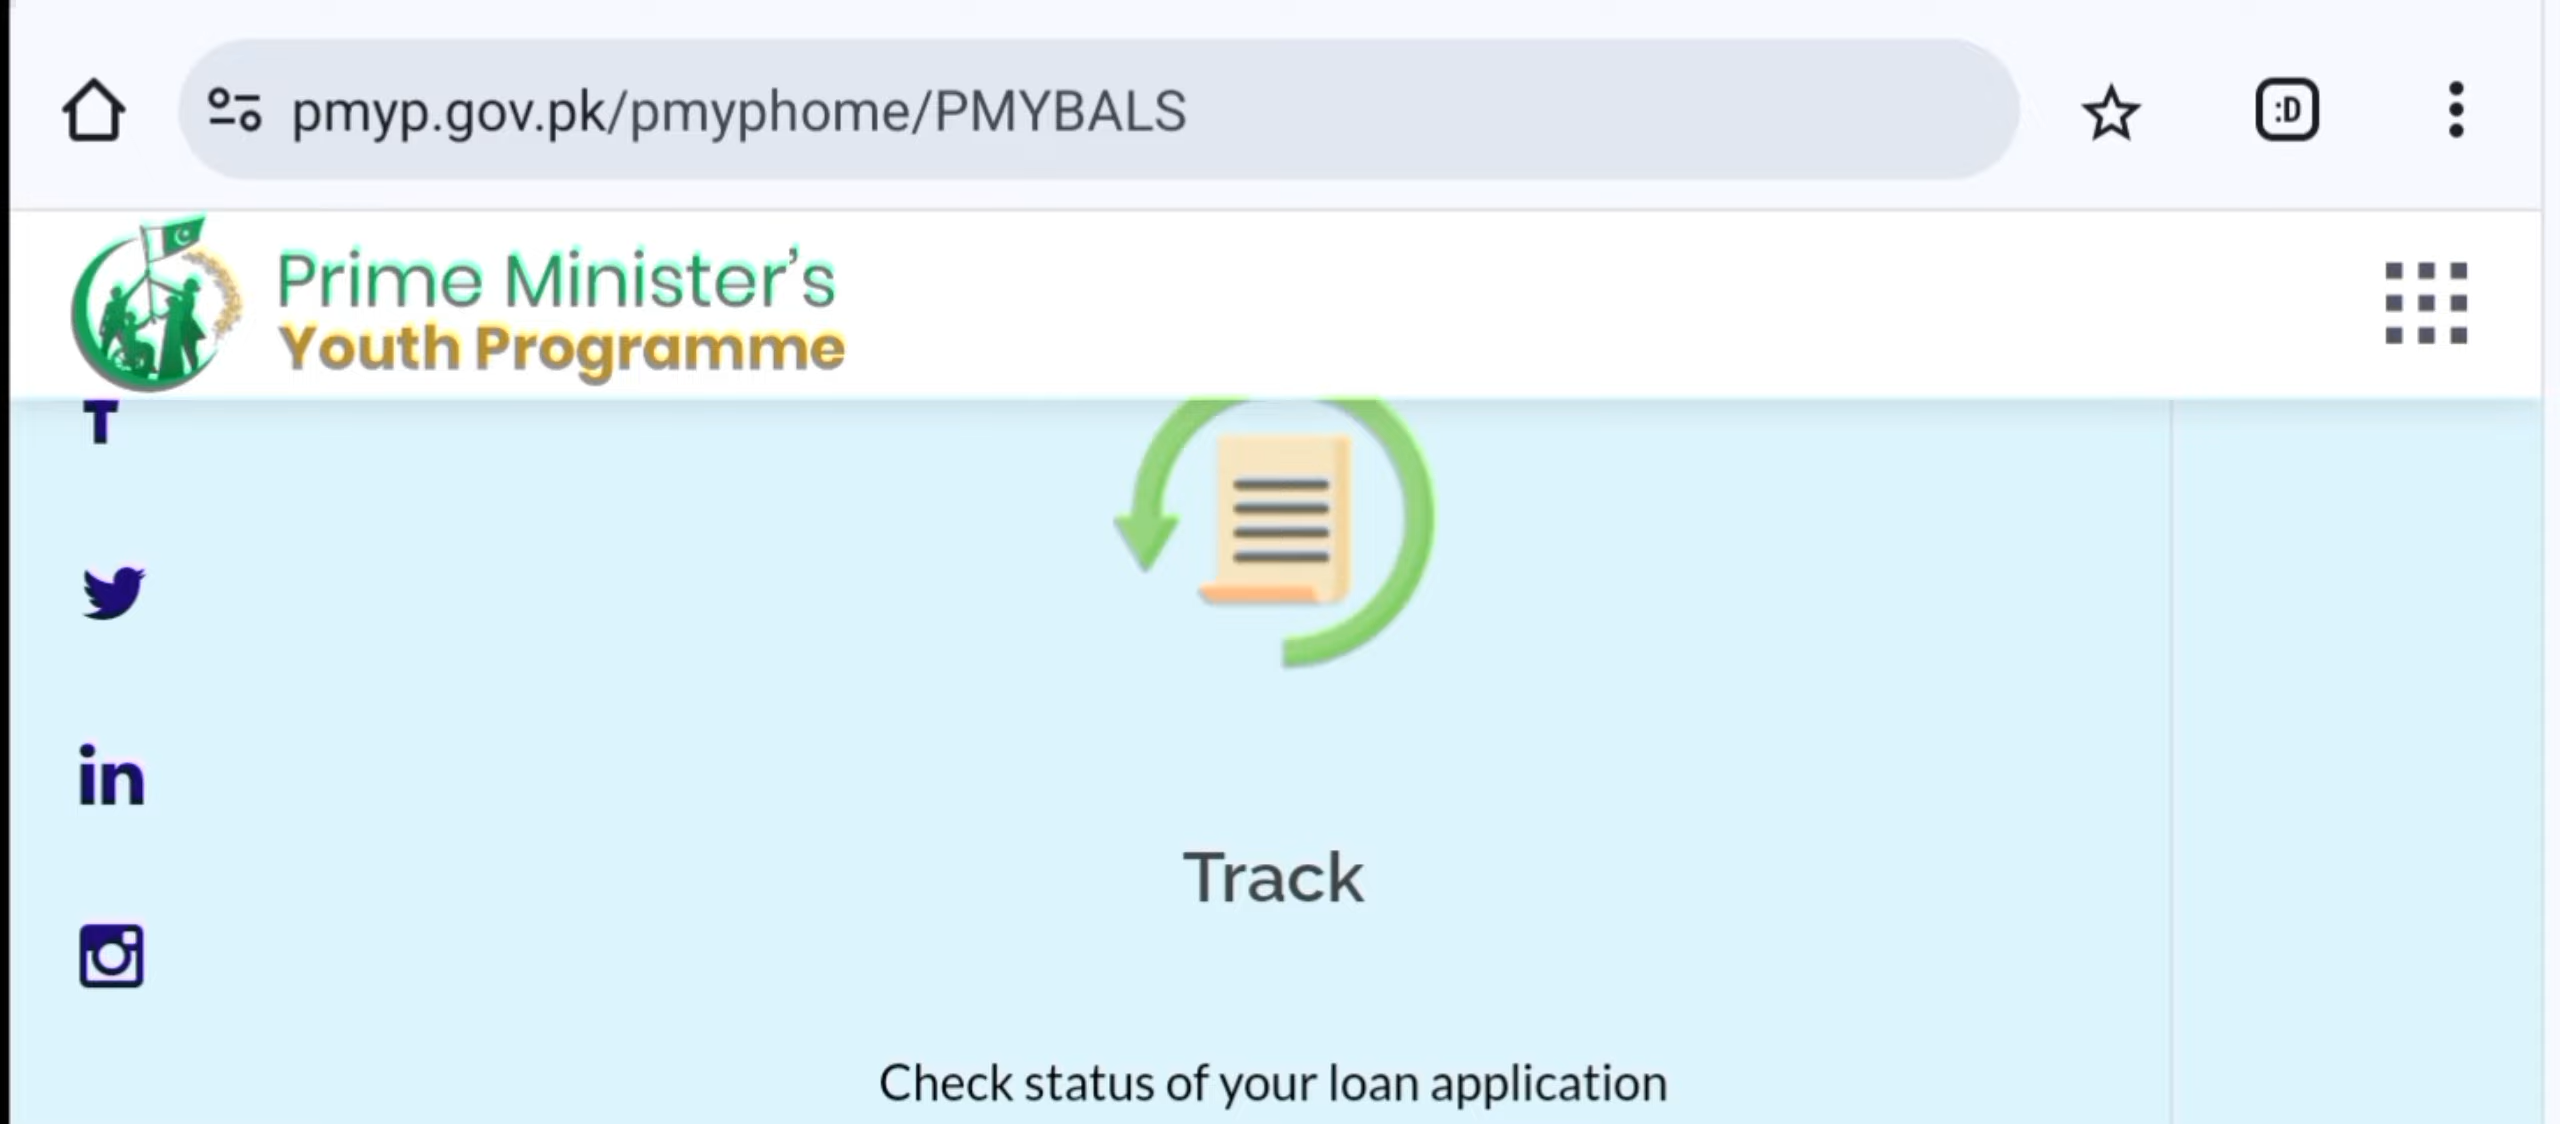 pmyp.gov.pk/pmyphome/PMYBALS
:D
Prime Minister's
Youth Programme
in
Track
Check status of your loan application